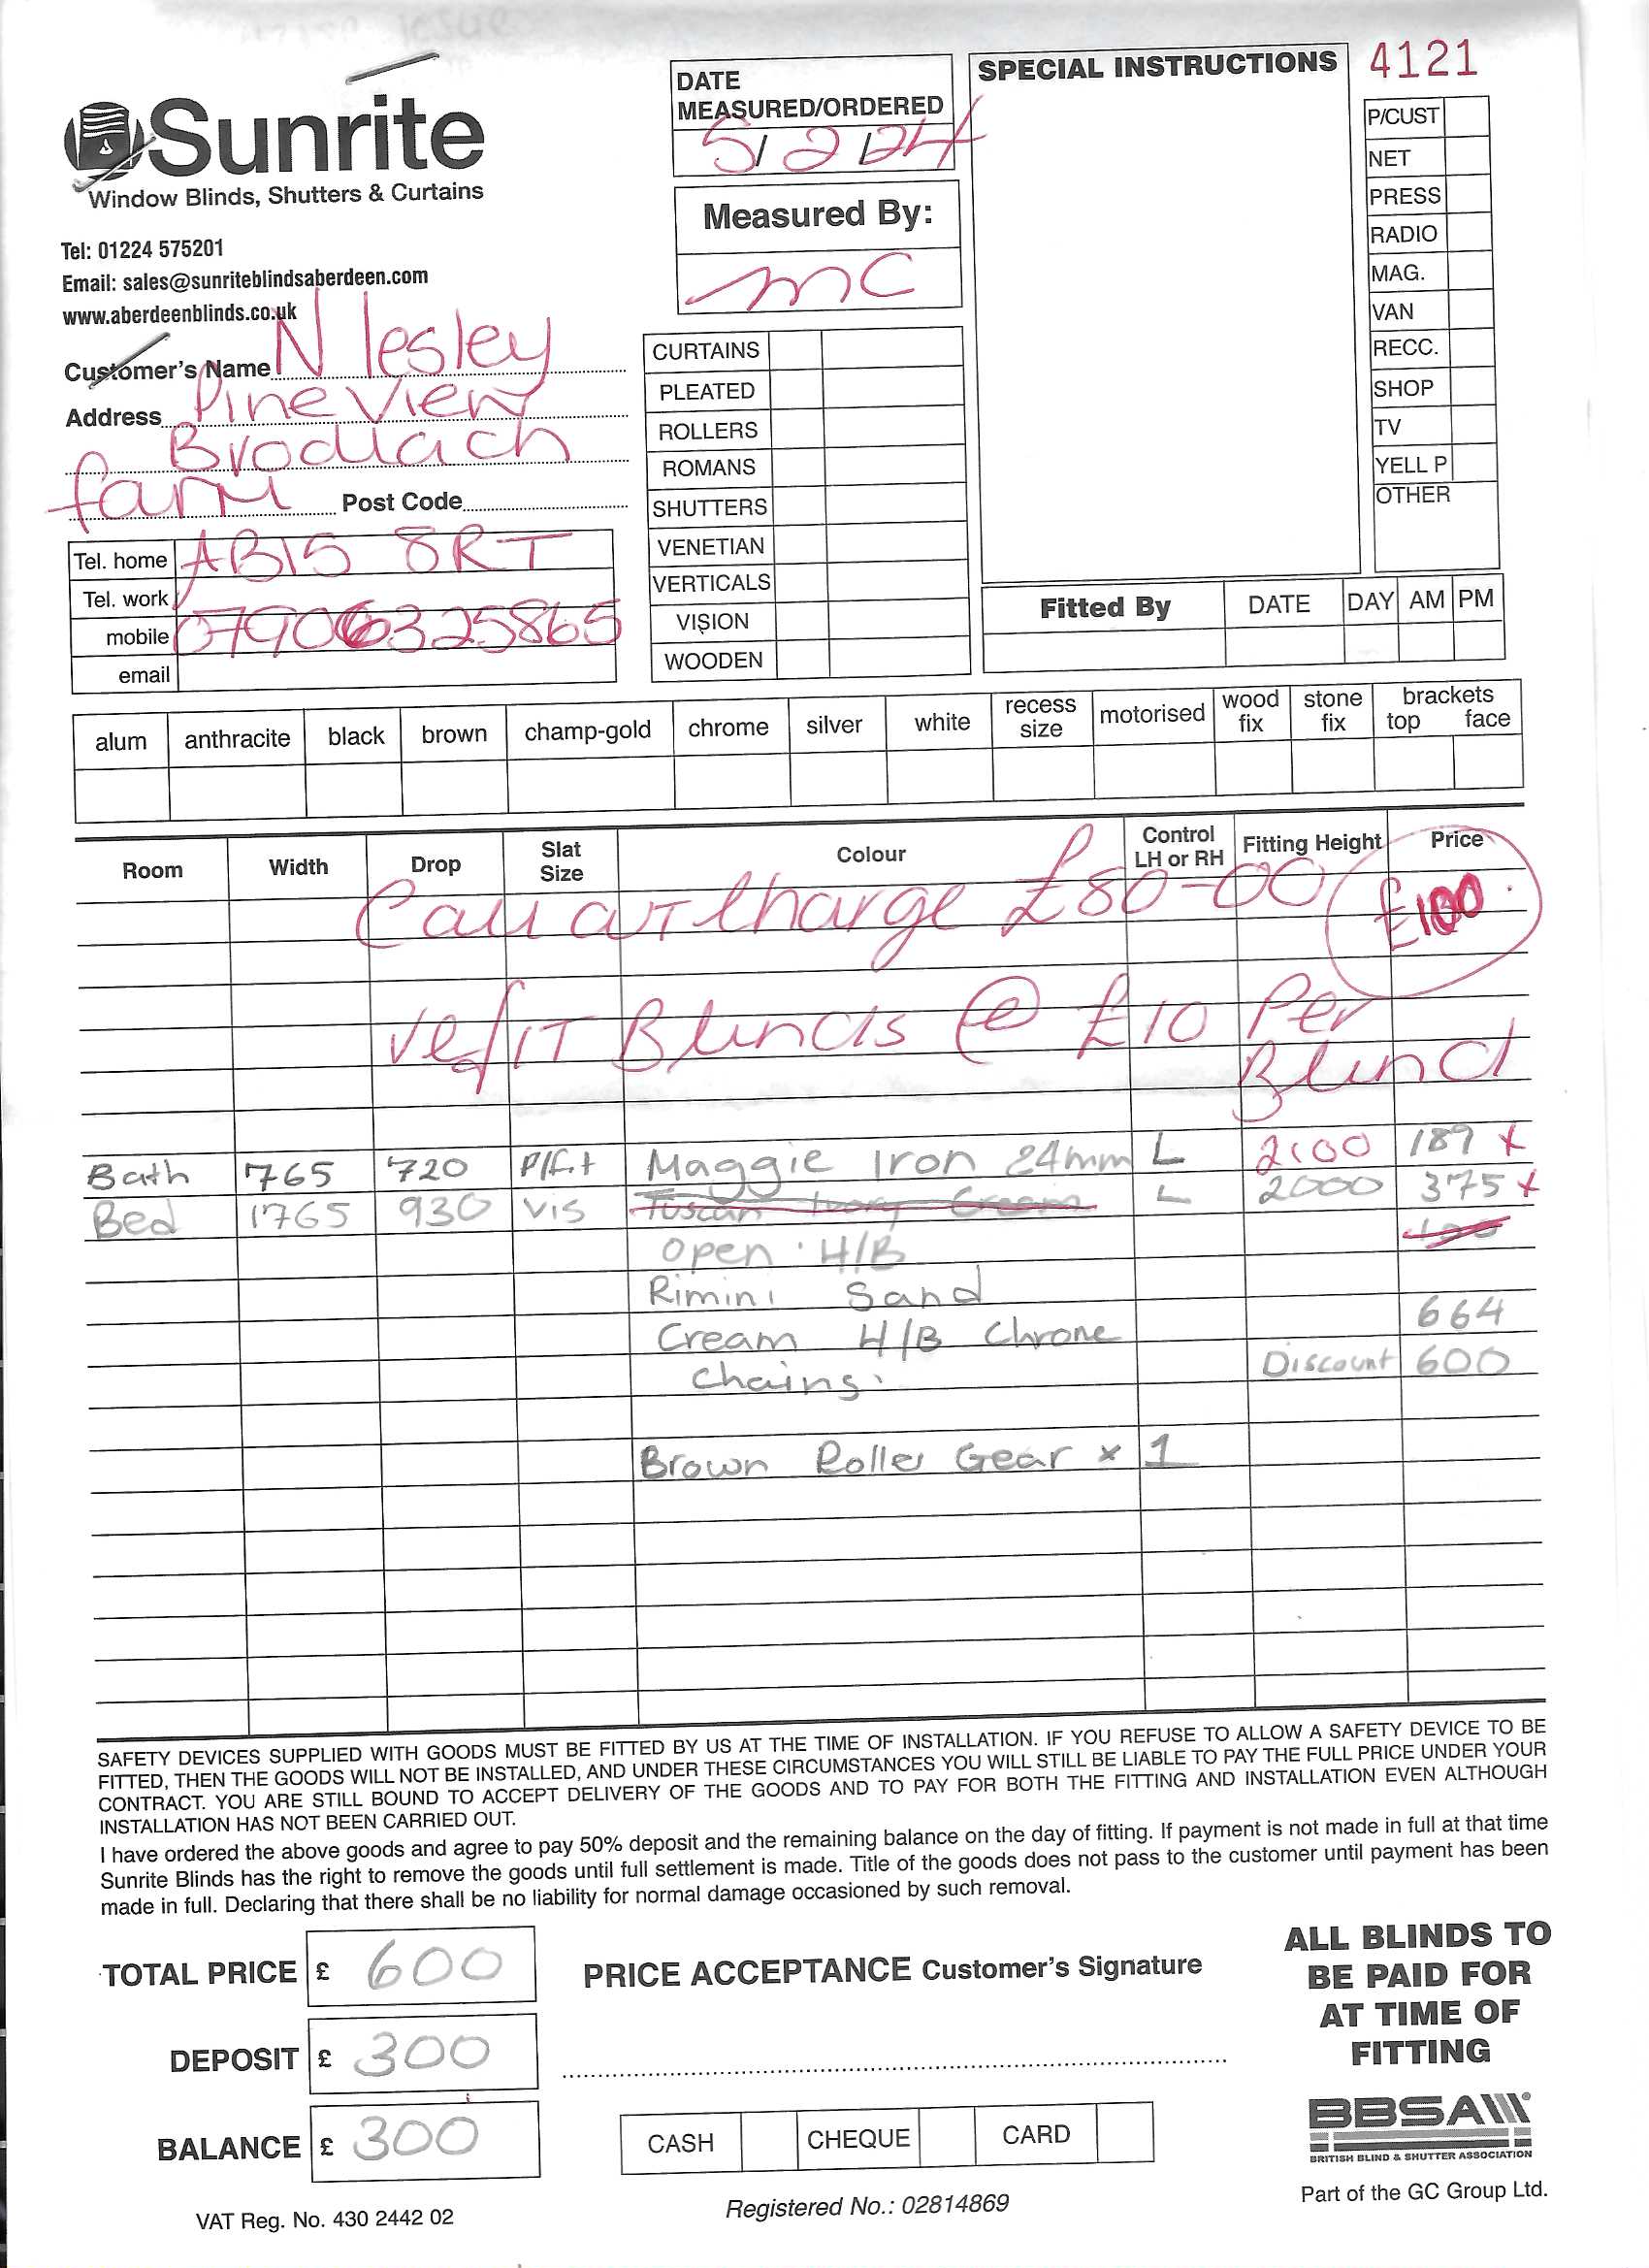 Sunrite
Window Blinds, Shutters & Curtains
Tel: 01224 575201
Email: sales@sunriteblindsaberdeen.com
www.aberdeenblinds.co.uk
Customer's Name N lesley
Address Pine View
Brodiach
farm Post Code
Tel. home AB15 8RT
Tel. work
mobile 07906325865
email
DATE
MEASURED/ORDERED
5/2/24
Measured By:
MC
CURTAINS
PLEATED
ROLLERS
ROMANS
SHUTTERS
VENETIAN
VERTICALS
VISION
WOODEN
SPECIAL INSTRUCTIONS
4121
P/CUST
NET
PRESS
RADIO
MAG.
VAN
RECC.
SHOP
TV
YELL P
OTHER
Fitted By DATE DAY AM PM
alum anthracite black brown champ-gold chrome silver white recess size motorised wood fix stone fix brackets top face
Room Width Drop Slat Size Colour Control LH or RH Fitting Height Price
Call out Charge £80-00 £100
refit Blinds @ £10 Per
Blind
Bath 765 720 P/Fit Maggie Iron 24mm L 2100 189 x
Bed 1765 930 Vis Tuscan Ivory Cream L 2000 375 x
Open H/B
Rimini Sand
664
Cream H/B Chrone
Discount 600
Chains.
Brown Roller Gear x 1
SAFETY DEVICES SUPPLIED WITH GOODS MUST BE FITTED BY US AT THE TIME OF INSTALLATION. IF YOU REFUSE TO ALLOW A SAFETY DEVICE TO BE
FITTED, THEN THE GOODS WILL NOT BE INSTALLED, AND UNDER THESE CIRCUMSTANCES YOU WILL STILL BE LIABLE TO PAY THE FULL PRICE UNDER YOUR
CONTRACT. YOU ARE STILL BOUND TO ACCEPT DELIVERY OF THE GOODS AND TO PAY FOR BOTH THE FITTING AND INSTALLATION EVEN ALTHOUGH
INSTALLATION HAS NOT BEEN CARRIED OUT.
I have ordered the above goods and agree to pay 50% deposit and the remaining balance on the day of fitting. If payment is not made in full at that time
Sunrite Blinds has the right to remove the goods until full settlement is made. Title of the goods does not pass to the customer until payment has been
made in full. Declaring that there shall be no liability for normal damage occasioned by such removal.
TOTAL PRICE £ 600
DEPOSIT £ 300
BALANCE £ 300
VAT Reg. No. 430 2442 02
PRICE ACCEPTANCE Customer's Signature
CASH CHEQUE CARD
Registered No.: 02814869
ALL BLINDS TO
BE PAID FOR
AT TIME OF
FITTING
BBSA
BRITISH BLIND & SHUTTER ASSOCIATION
Part of the GC Group Ltd.